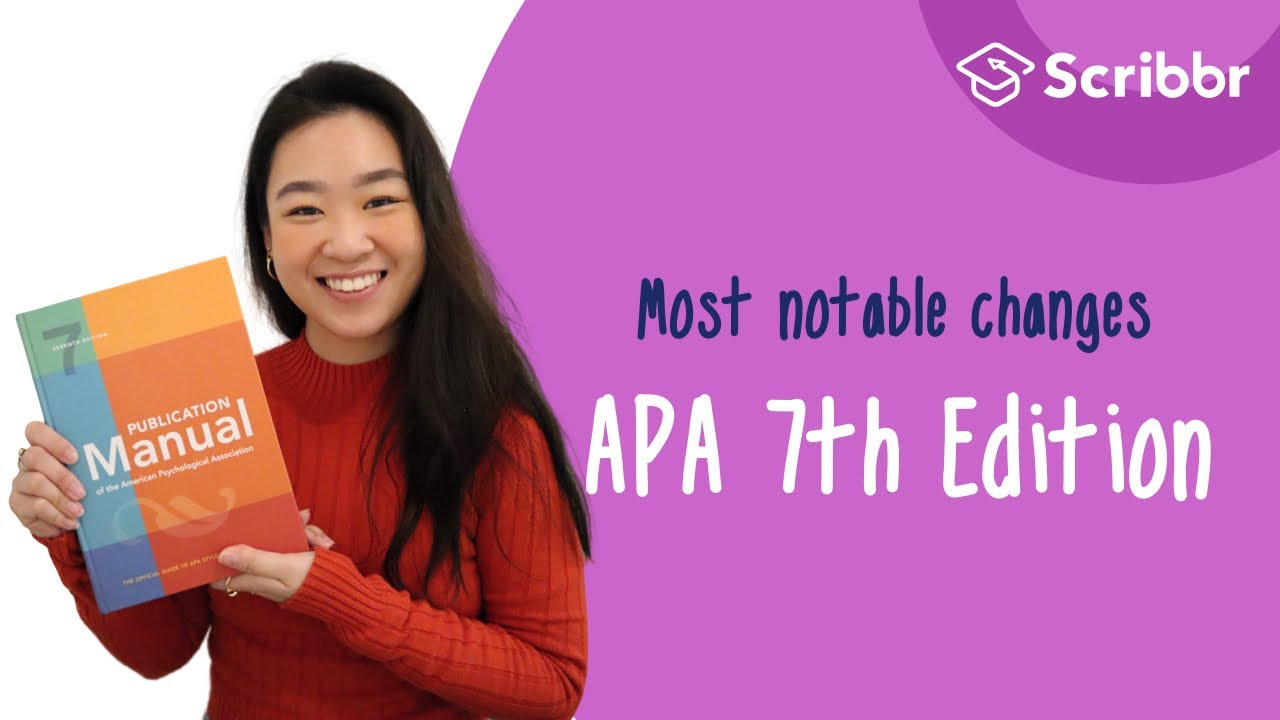 Scribbr
Most notable changes
APA 7th Edition
7
SEVENTH EDITION
PUBLICATION
Manual
of the American Psychological Association
THE OFFICIAL GUIDE TO APA STYLE